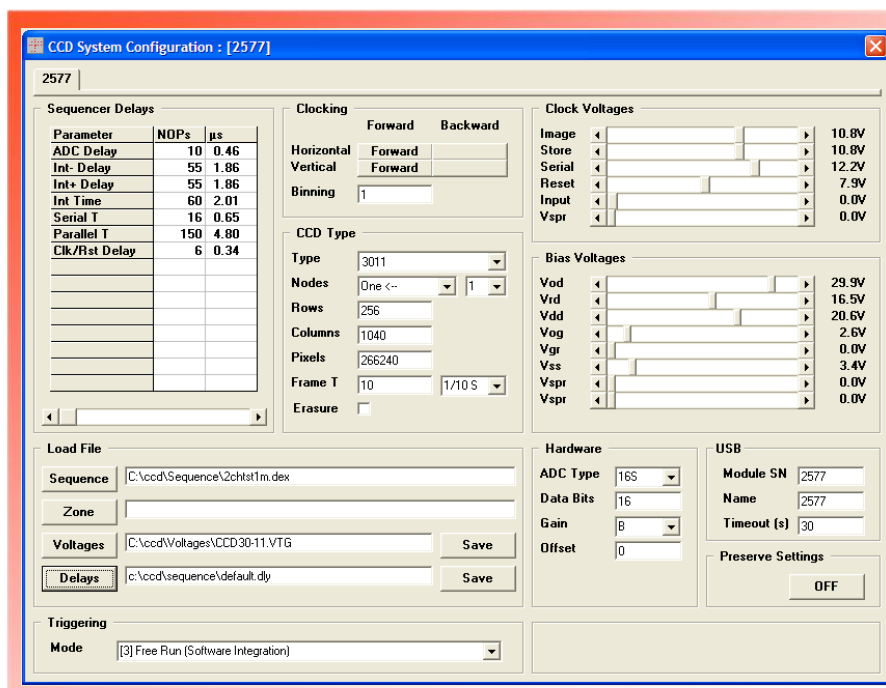 CCD System Configuration : [2577]
2577
Sequencer Delays
Parameter NOPs µs
ADC Delay 10 0.46
Int- Delay 55 1.86
Int+ Delay 55 1.86
Int Time 60 2.01
Serial T 16 0.65
Parallel T 150 4.80
Clk/Rst Delay 6 0.34
Clocking
Forward Backward
Horizontal Forward
Vertical Forward
Binning 1
CCD Type
Type 3011
Nodes One <-- 1
Rows 256
Columns 1040
Pixels 266240
Frame T 10 1/10 S
Erasure
Clock Voltages
Image 10.8V
Store 10.8V
Serial 12.2V
Reset 7.9V
Input 0.0V
Vspr 0.0V
Bias Voltages
Vod 29.9V
Vrd 16.5V
Vdd 20.6V
Vog 2.6V
Vgr 0.0V
Vss 3.4V
Vspr 0.0V
Vspr 0.0V
Load File
Sequence C:\ccd\Sequence\2chtst1m.dex
Zone
Voltages C:\ccd\Voltages\CCD30-11.VTG Save
Delays c:\ccd\sequence\default.dly Save
Hardware
ADC Type 16S
Data Bits 16
Gain B
Offset 0
USB
Module SN 2577
Name 2577
Timeout (s) 30
Preserve Settings
OFF
Triggering
Mode [3] Free Run (Software Integration)